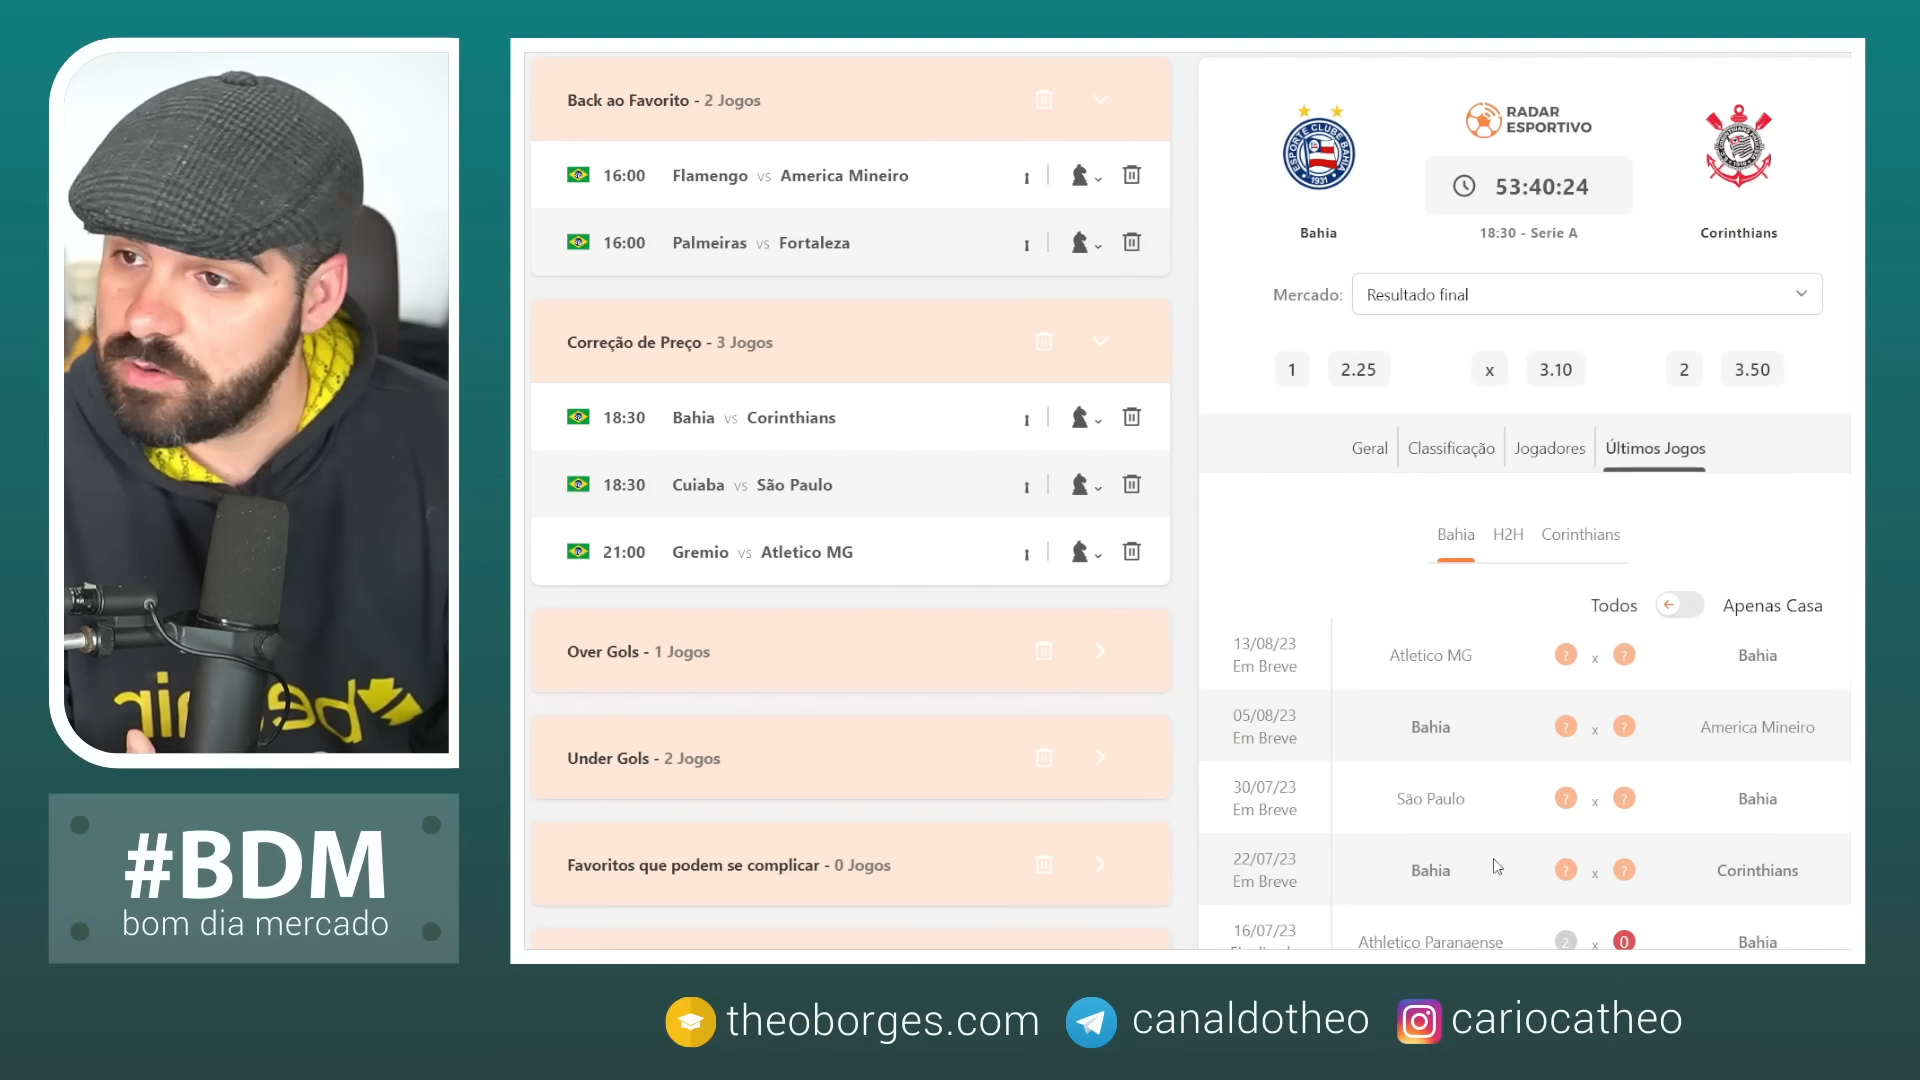 Back ao Favorito - 2 Jogos
16:00 Flamengo vs America Mineiro
16:00 Palmeiras vs Fortaleza
Correção de Preço - 3 Jogos
18:30 Bahia vs Corinthians
18:30 Cuiaba vs São Paulo
21:00 Gremio vs Atletico MG
Over Gols - 1 Jogos
Under Gols - 2 Jogos
Favoritos que podem se complicar - 0 Jogos
ESPORTE CLUBE BAHIA
1931
RADAR
ESPORTIVO
53:40:24
Bahia 18:30 - Serie A Corinthians
Mercado: Resultado final
1 2.25 x 3.10 2 3.50
Geral Classificação Jogadores Últimos Jogos
Bahia H2H Corinthians
Todos Apenas Casa
13/08/23
Em Breve
Atletico MG ? x ? Bahia
05/08/23
Em Breve
Bahia ? x ? America Mineiro
30/07/23
Em Breve
São Paulo ? x ? Bahia
22/07/23
Em Breve
Bahia ? x ? Corinthians
16/07/23
Athletico Paranaense 2 x 0 Bahia
#BDM
bom dia mercado
theoborges.com canaldotheo cariocatheo